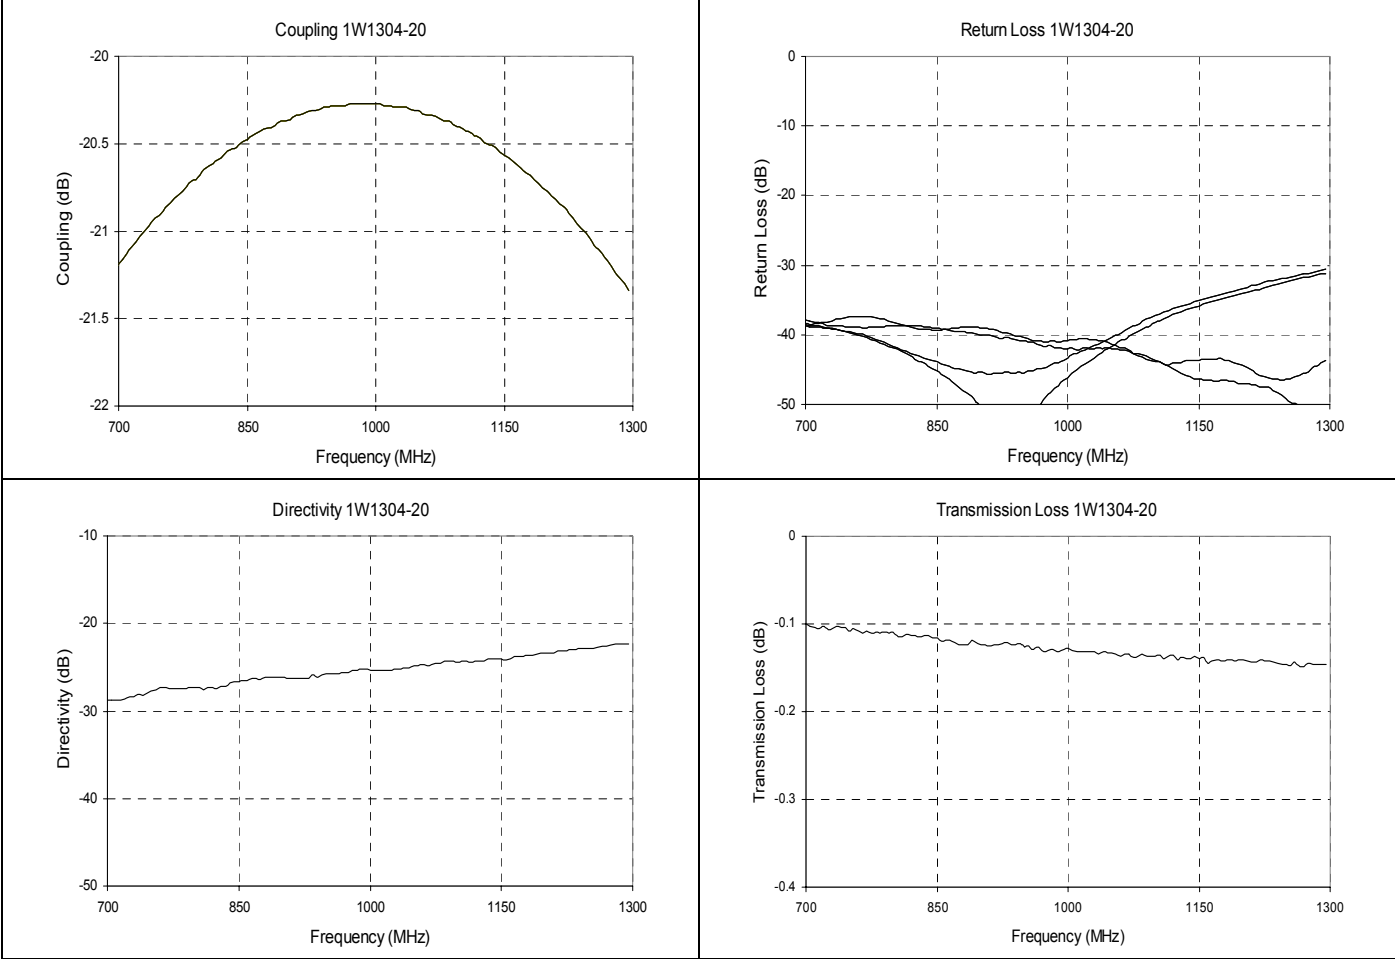 Coupling 1W1304-20
-20
-20.5
-21
-21.5
-22
Coupling (dB)
700 850 1000 1150 1300
Frequency (MHz)
Return Loss 1W1304-20
0
-10
-20
-30
-40
-50
Return Loss (dB)
700 850 1000 1150 1300
Frequency (MHz)
Directivity 1W1304-20
-10
-20
-30
-40
-50
Directivity (dB)
700 850 1000 1150 1300
Frequency (MHz)
Transmission Loss 1W1304-20
0
-0.1
-0.2
-0.3
-0.4
Transmission Loss (dB)
700 850 1000 1150 1300
Frequency (MHz)